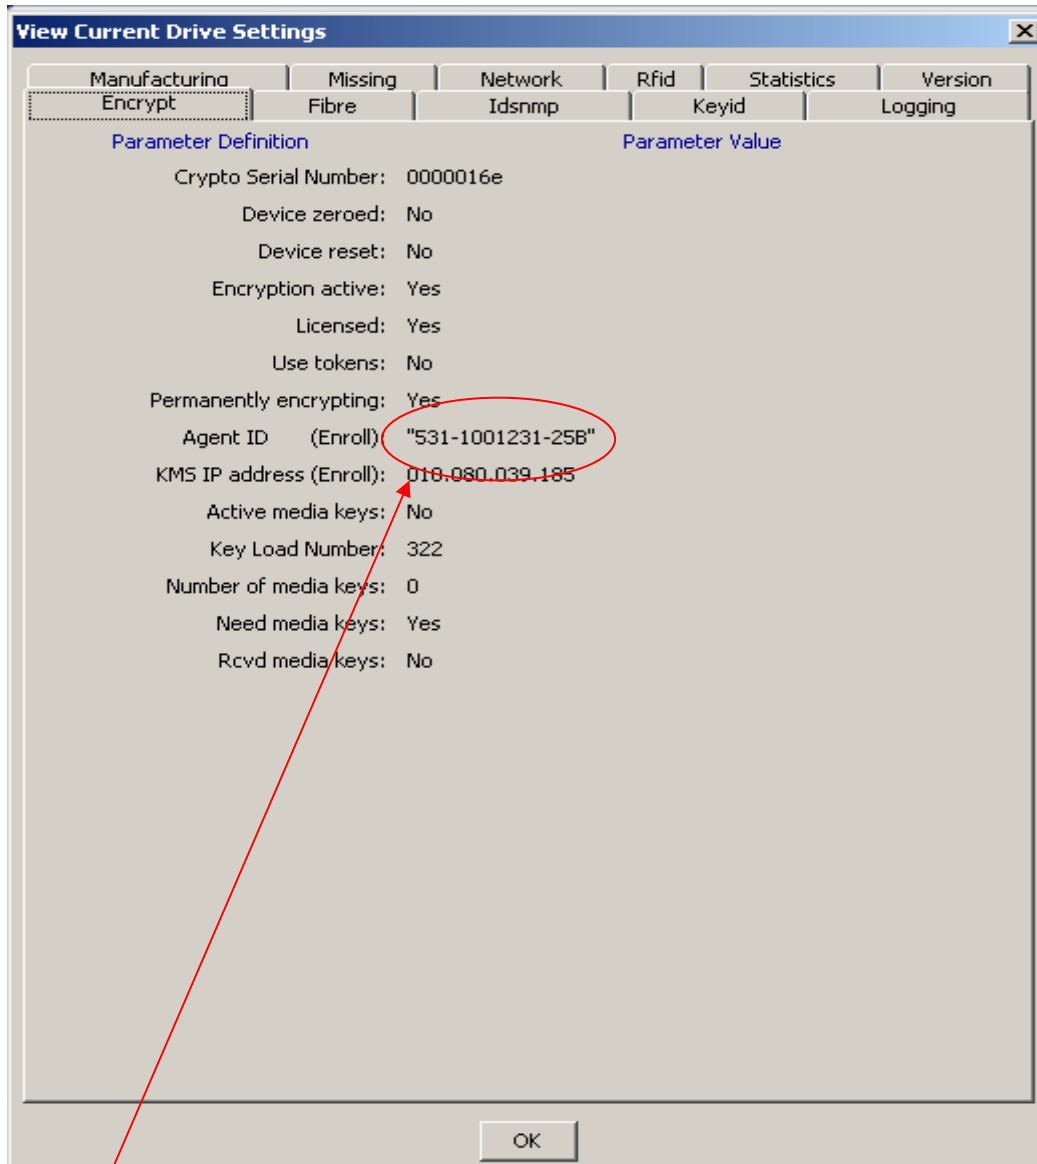 View Current Drive Settings
Manufacturing Missing Network Rfid Statistics Version
Encrypt Fibre Idsnmp Keyid Logging
Parameter Definition Parameter Value
Crypto Serial Number: 0000016e
Device zeroed: No
Device reset: No
Encryption active: Yes
Licensed: Yes
Use tokens: No
Permanently encrypting: Yes
Agent ID (Enroll): "531-1001231-25B"
KMS IP address (Enroll): 010.080.039.185
Active media keys: No
Key Load Number: 322
Number of media keys: 0
Need media keys: Yes
Rcvd media keys: No
OK